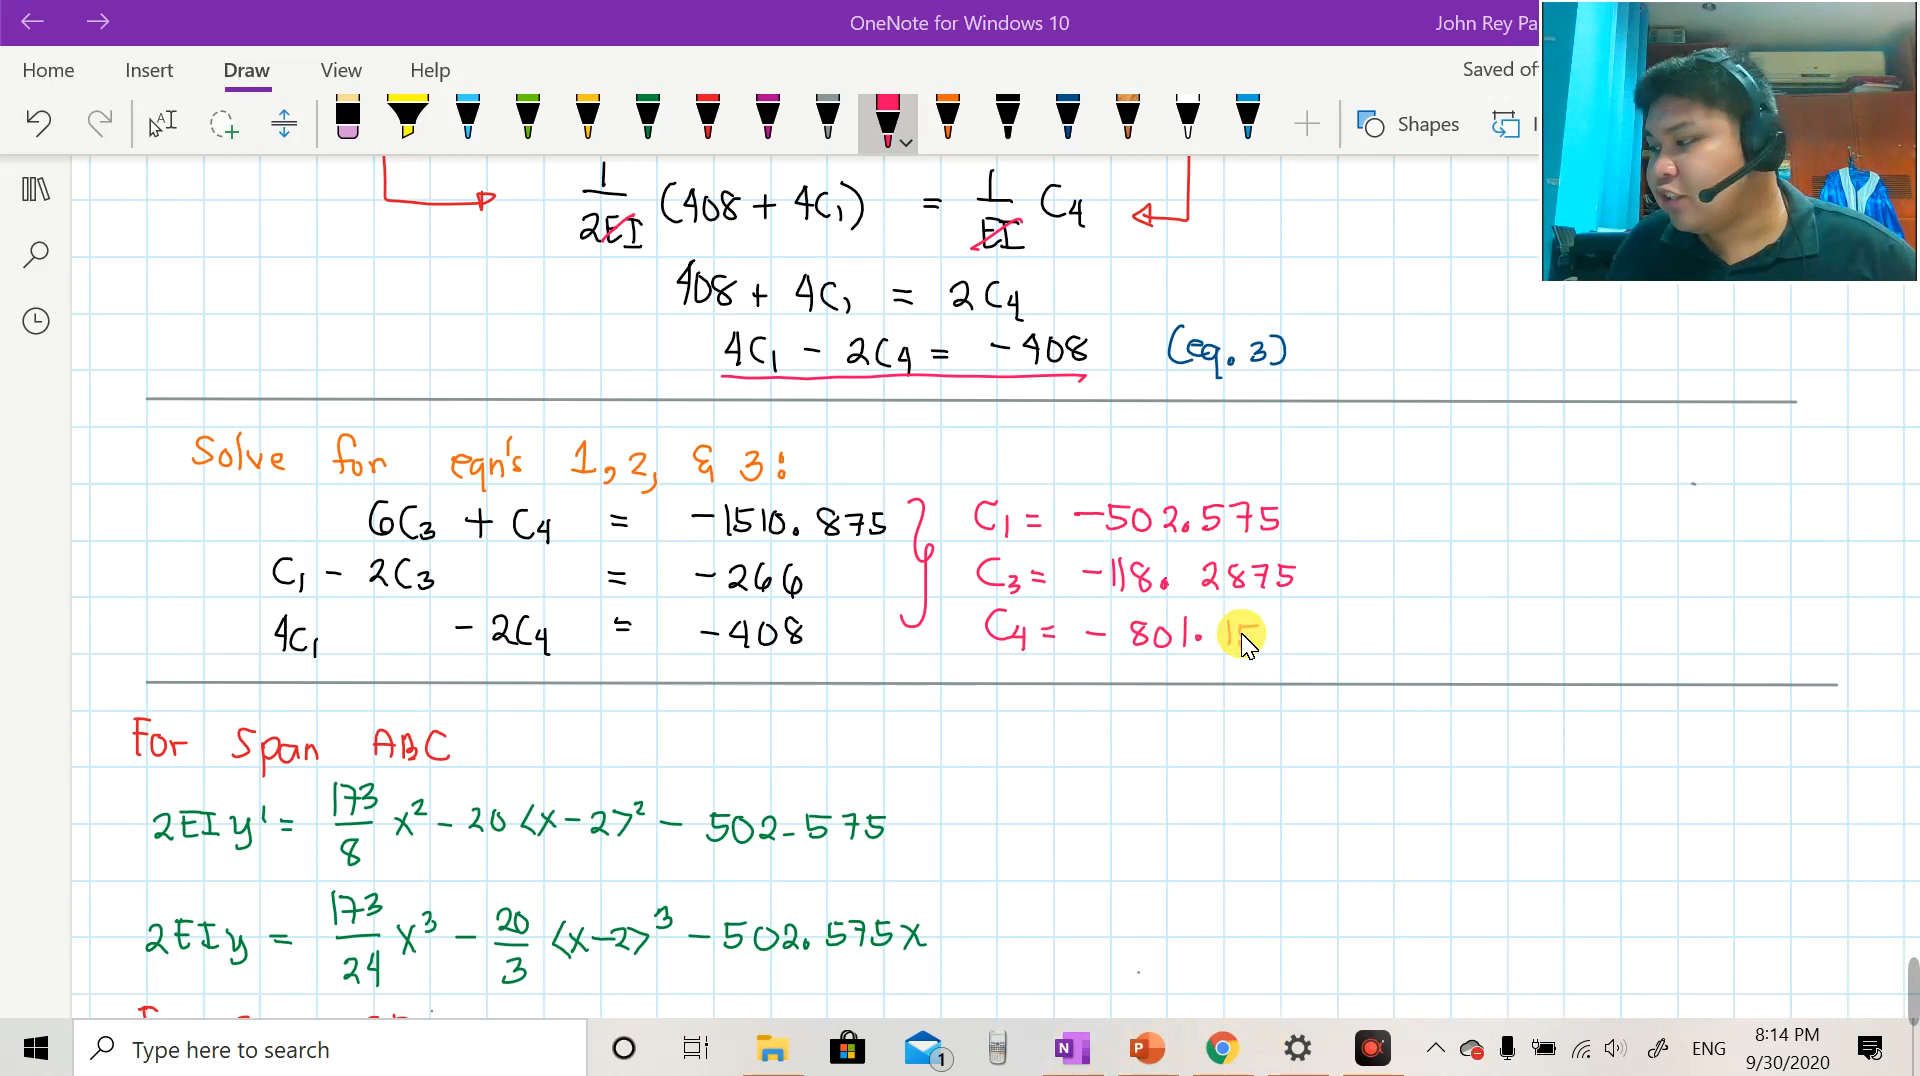 OneNote for Windows 10
John Rey Pa
Home Insert Draw View Help
Saved of
Shapes
1/2EI (408 + 4C₁) = 1/EI C₄
408 + 4C₁ = 2C₄
4C₁ - 2C₄ = -408 (eq. 3)
Solve for eqn's 1, 2, & 3:
6C₃ + C₄ = -1510.875
C₁ - 2C₃ = -266
4C₁ - 2C₄ = -408
C₁ = -502.575
C₃ = -118.2875
C₄ = -801.15
For Span ABC
2EIy' = 173/8 x² - 20 <x-2>² - 502.575
2EIy = 173/24 x³ - 20/3 <x-2>³ - 502.575x
Type here to search
1
ENG
8:14 PM
9/30/2020